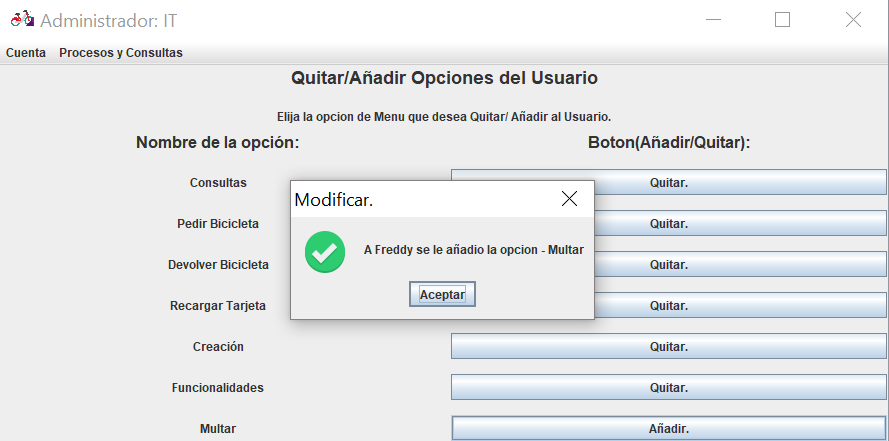 Administrador: IT
Cuenta Procesos y Consultas
Quitar/Añadir Opciones del Usuario
Elija la opcion de Menu que desea Quitar/ Añadir al Usuario.
Nombre de la opción: Boton(Añadir/Quitar):
Consultas Quitar.
Pedir Bicicleta Quitar.
Devolver Bicicleta Quitar.
Recargar Tarjeta Quitar.
Creación Quitar.
Funcionalidades Quitar.
Multar Añadir.
Modificar.
A Freddy se le añadio la opcion - Multar
Aceptar